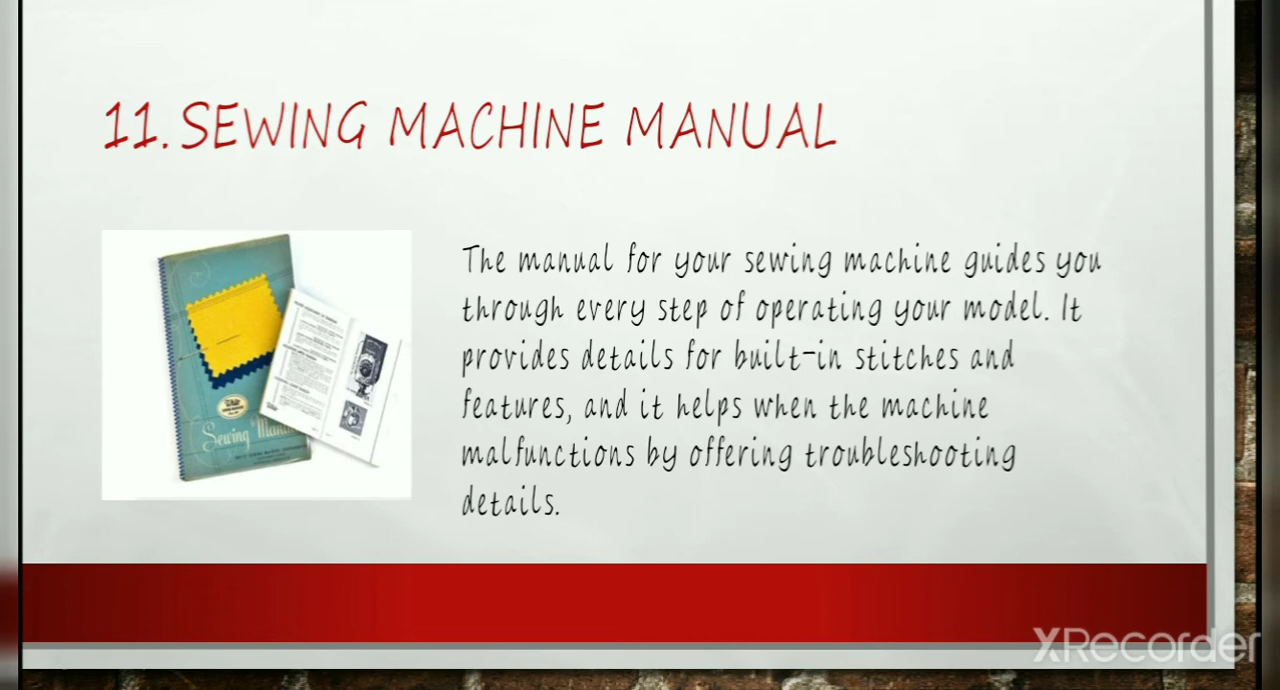 11. SEWING MACHINE MANUAL
The manual for your sewing machine guides you
through every step of operating your model. It
provides details for built-in stitches and
features, and it helps when the machine
malfunctions by offering troubleshooting
details.
White
Sewing
XRecorder